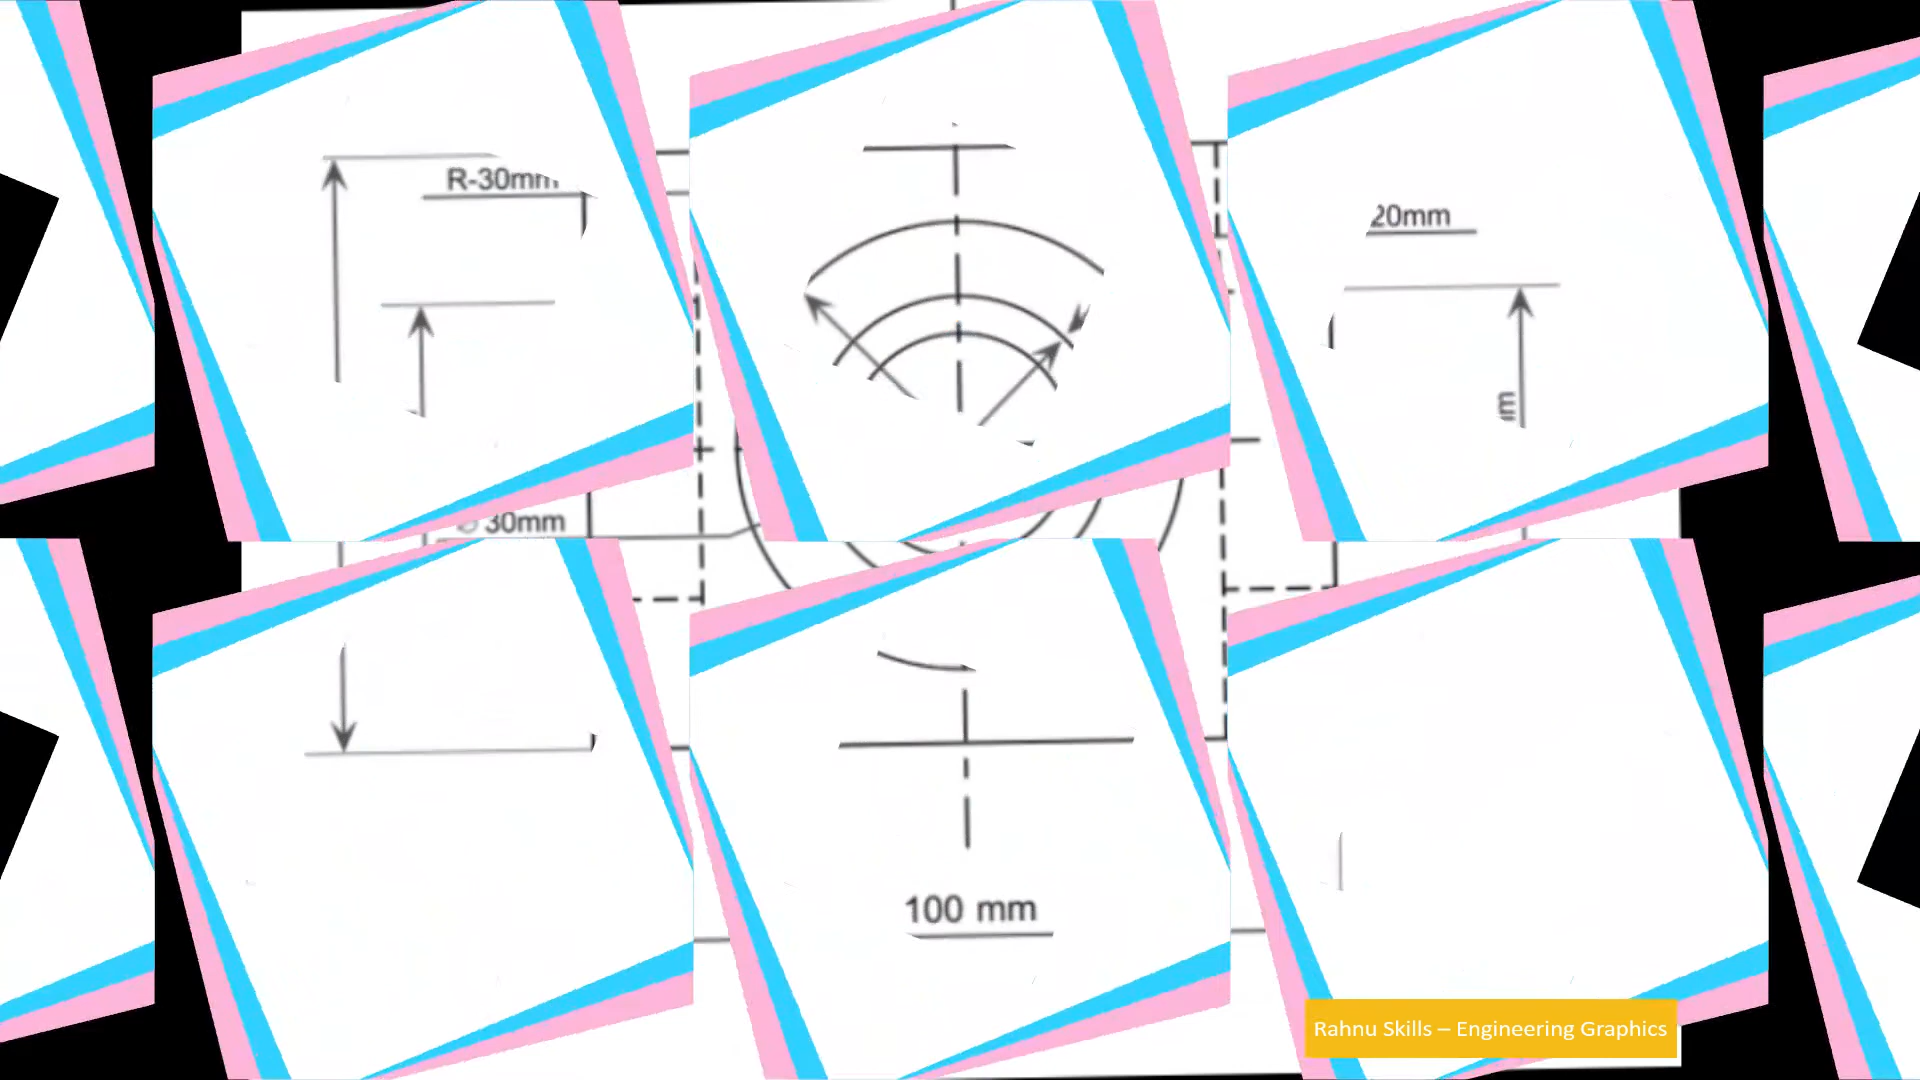 R-30mm
20mm
30mm
100 mm
Rahnu Skills – Engineering Graphics